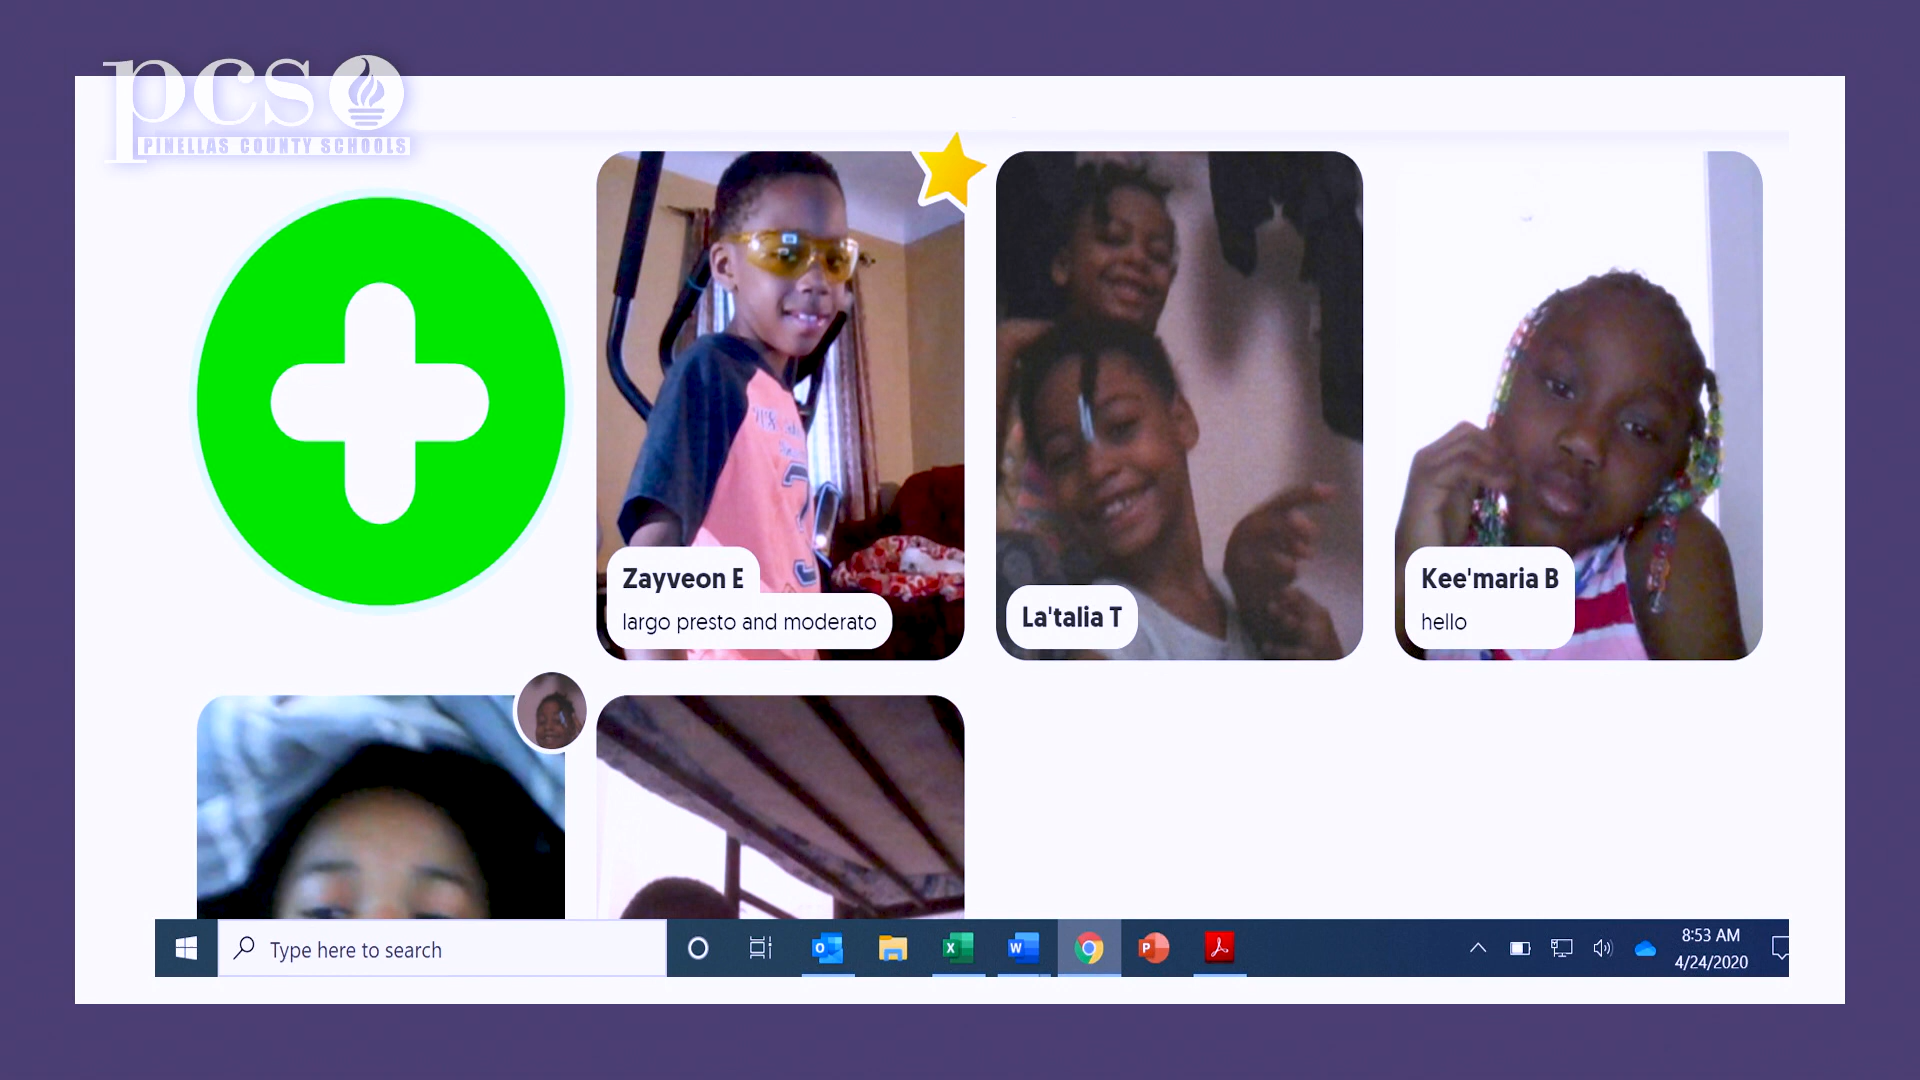 pcs
PINELLAS COUNTY SCHOOLS
Zayveon E
largo presto and moderato
La'talia T
Kee'maria B
hello
Type here to search
8:53 AM
4/24/2020